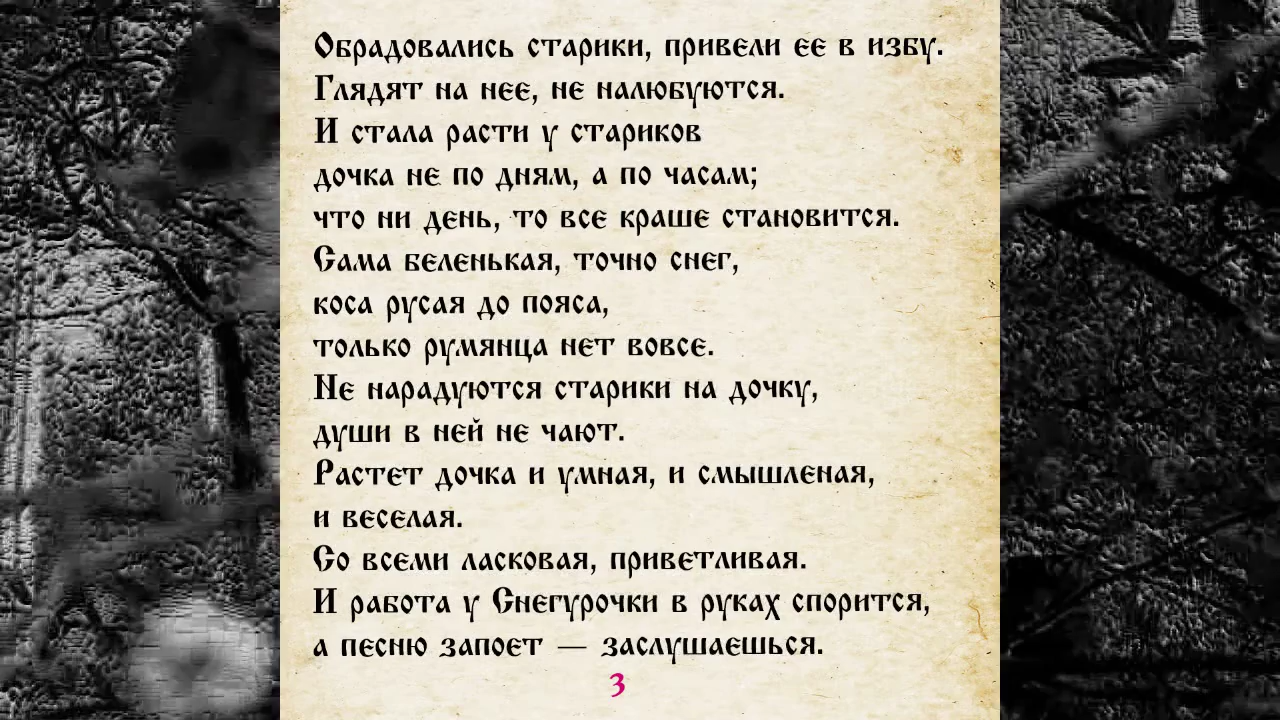 Обрадовались старики, привели ее в избу.
Глядят на нее, не налюбуются.
И стала расти у стариков
дочка не по дням, а по часам;
что ни день, то все краше становится.
Сама беленькая, точно снег,
коса русая до пояса,
только румянца нет вовсе.
Не нарадуются старики на дочку,
души в ней не чают.
Растет дочка и умная, и смышленая,
и веселая.
Со всеми ласковая, приветливая.
И работа у Снегурочки в руках спорится,
а песню запоет — заслушаешься.
3